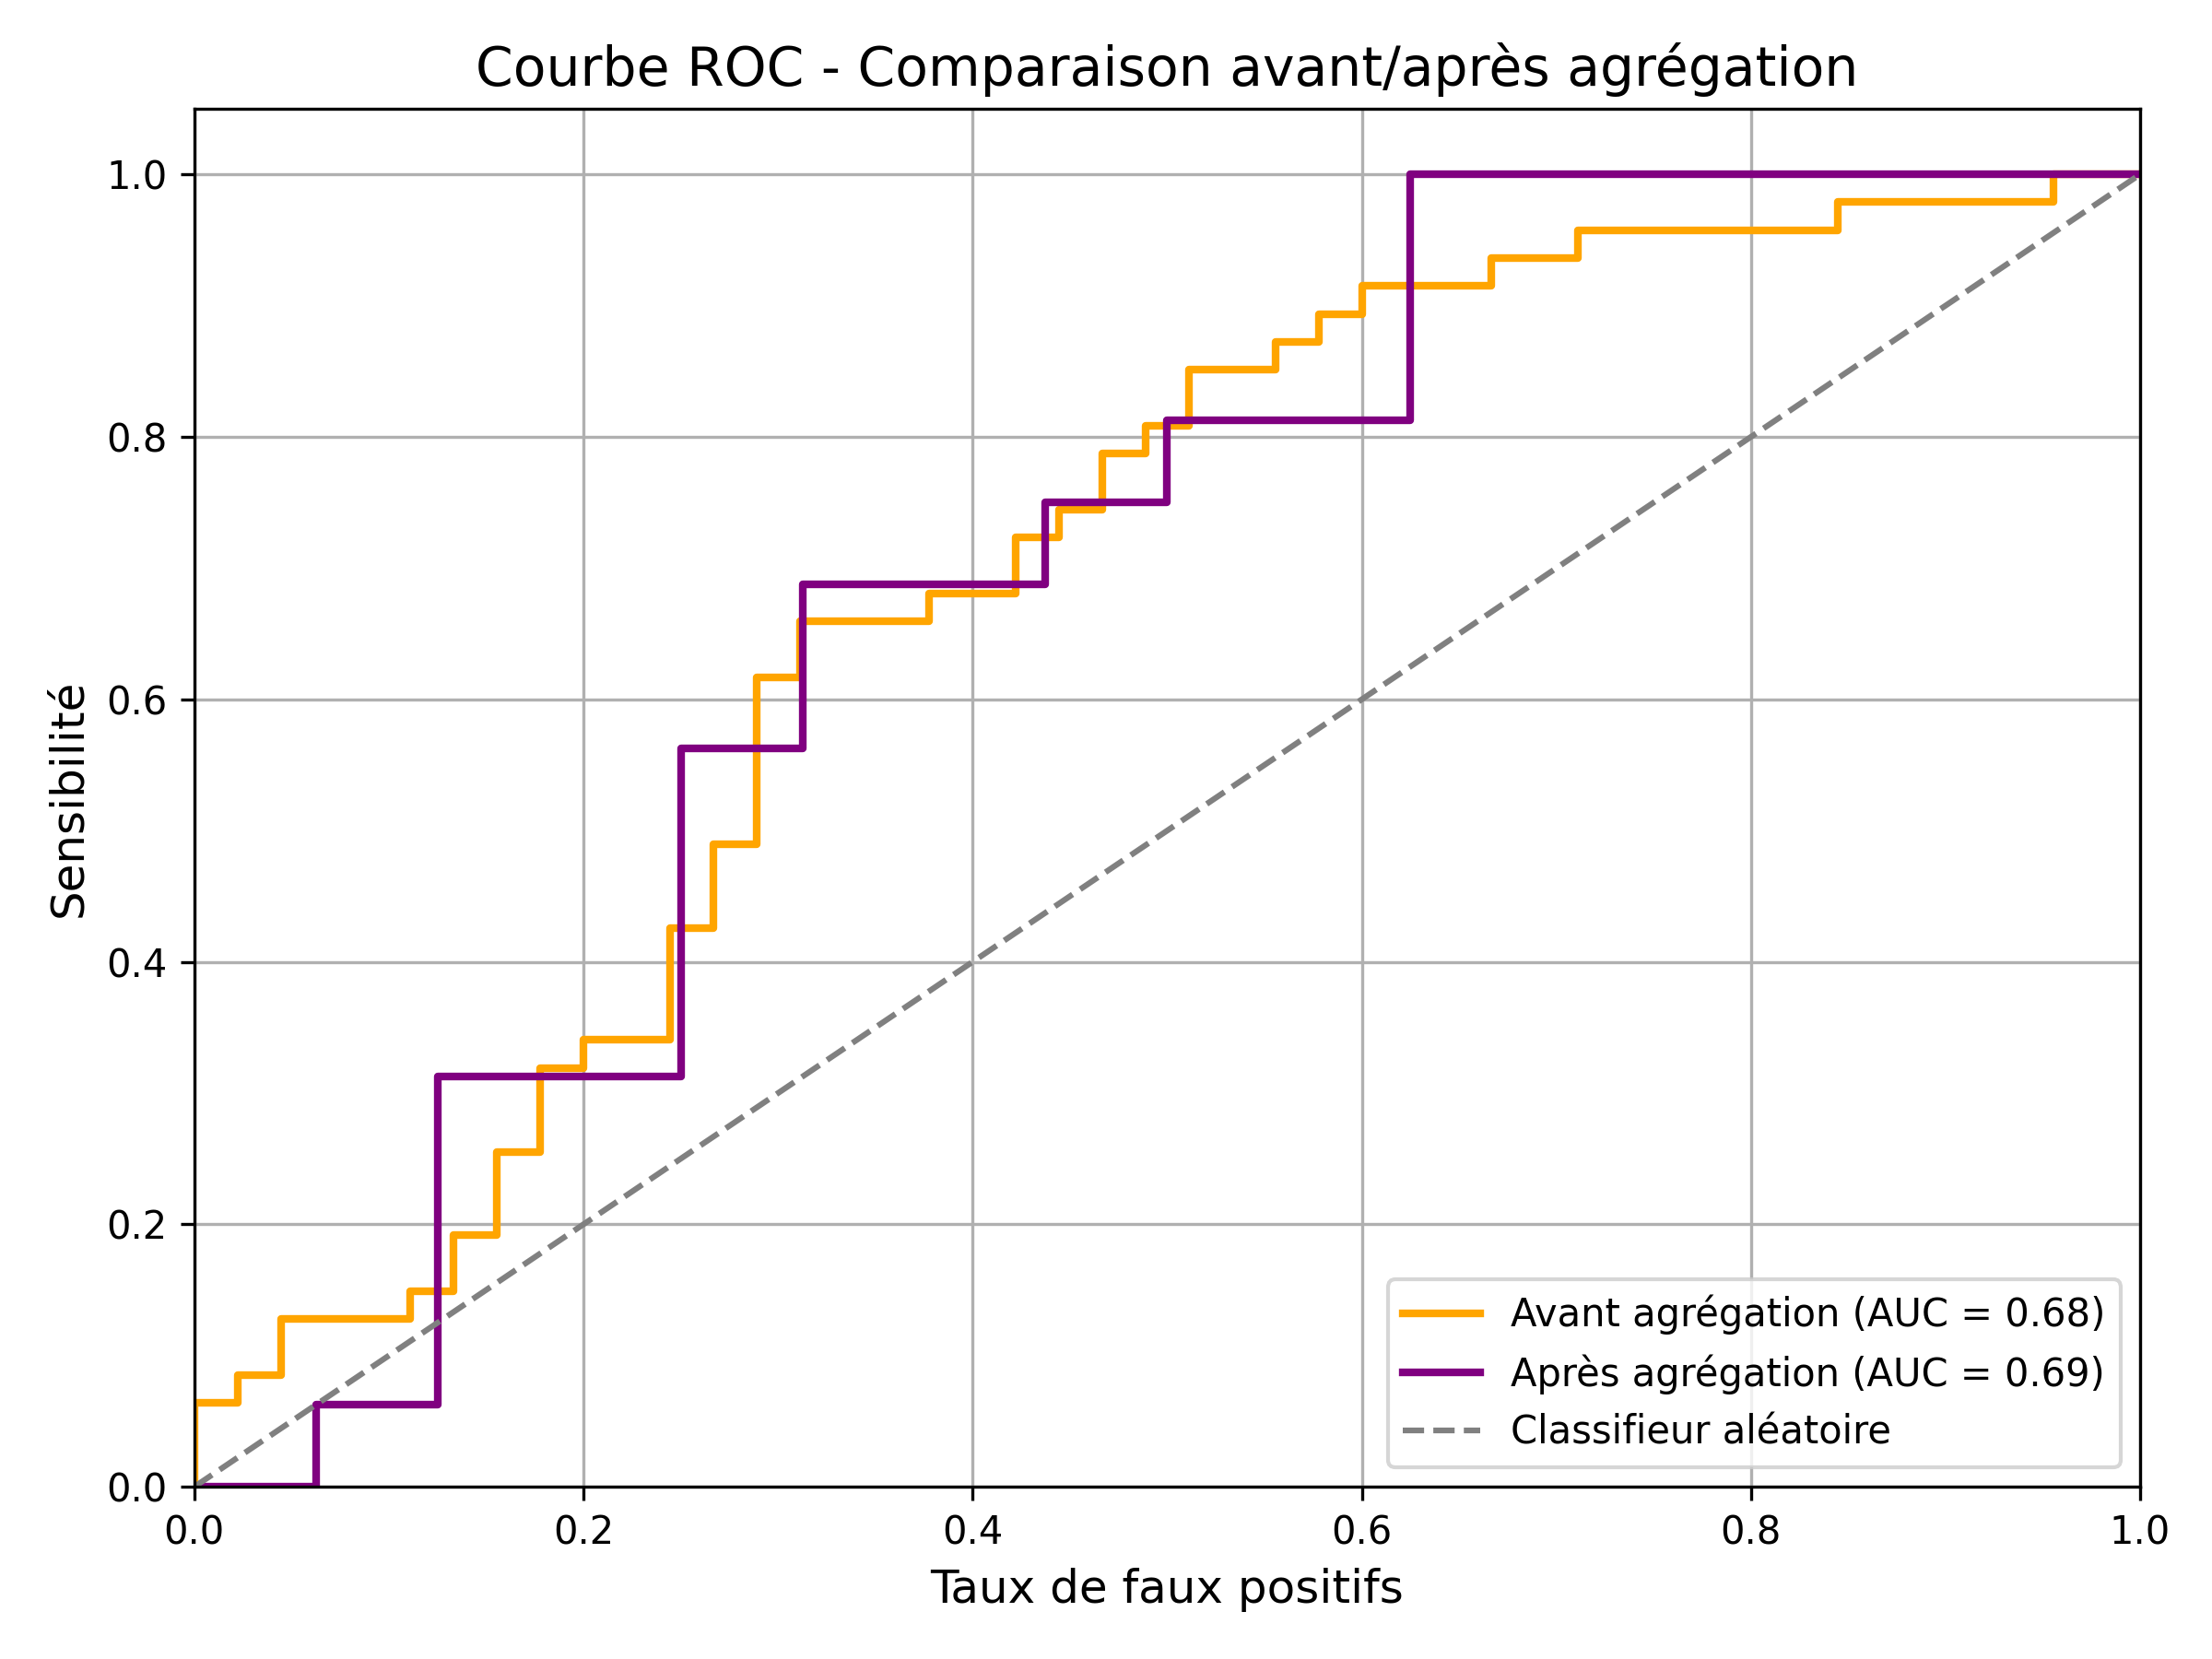 Courbe ROC - Comparaison avant/après agrégation
Sensibilité
1.0
0.8
0.6
0.4
0.2
0.0
0.0 0.2 0.4 0.6 0.8 1.0
Taux de faux positifs
Avant agrégation (AUC = 0.68)
Après agrégation (AUC = 0.69)
Classifieur aléatoire